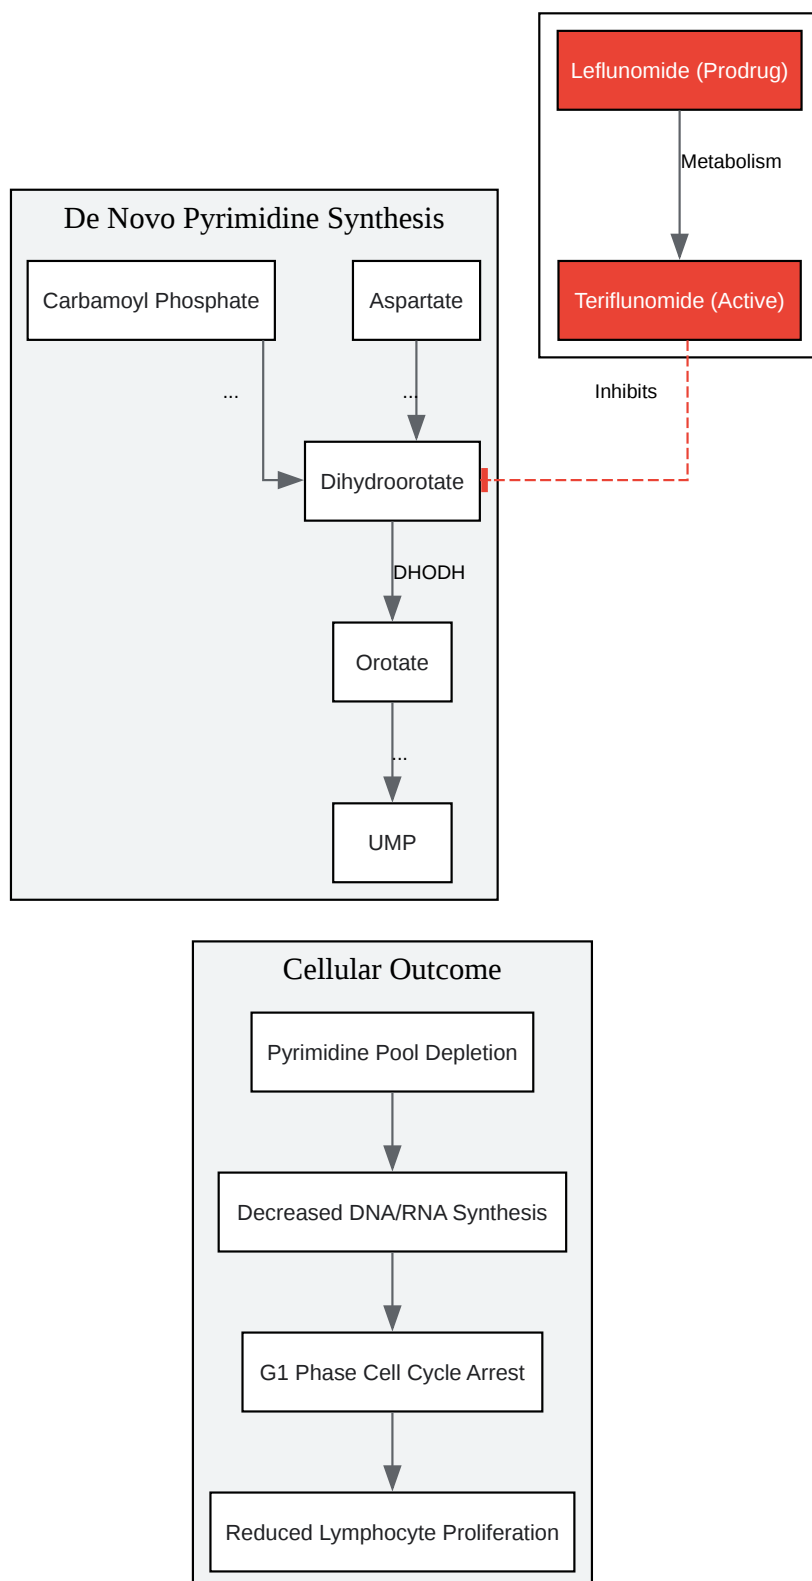 Leflunomide (Prodrug)
Metabolism
Teriflunomide (Active)
Inhibits
De Novo Pyrimidine Synthesis
Carbamoyl Phosphate
Aspartate
...
...
Dihydroorotate
DHODH
Orotate
...
UMP
Cellular Outcome
Pyrimidine Pool Depletion
Decreased DNA/RNA Synthesis
G1 Phase Cell Cycle Arrest
Reduced Lymphocyte Proliferation